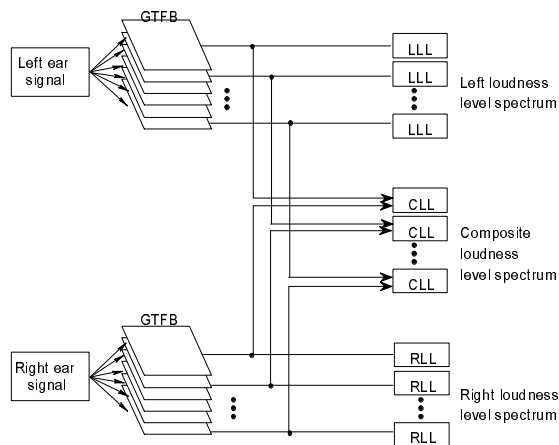 GTFB
Left ear
signal
LLL
LLL
LLL
Left loudness
level spectrum
CLL
CLL
CLL
Composite
loudness
level spectrum
GTFB
Right ear
signal
RLL
RLL
RLL
Right loudness
level spectrum